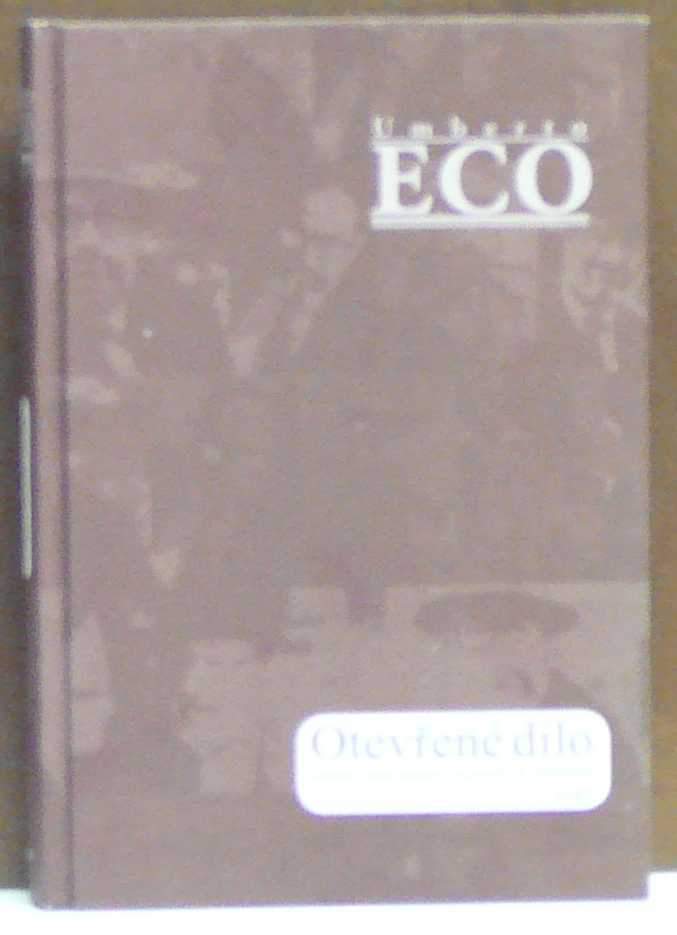 Umberto
ECO
Otevřené dílo